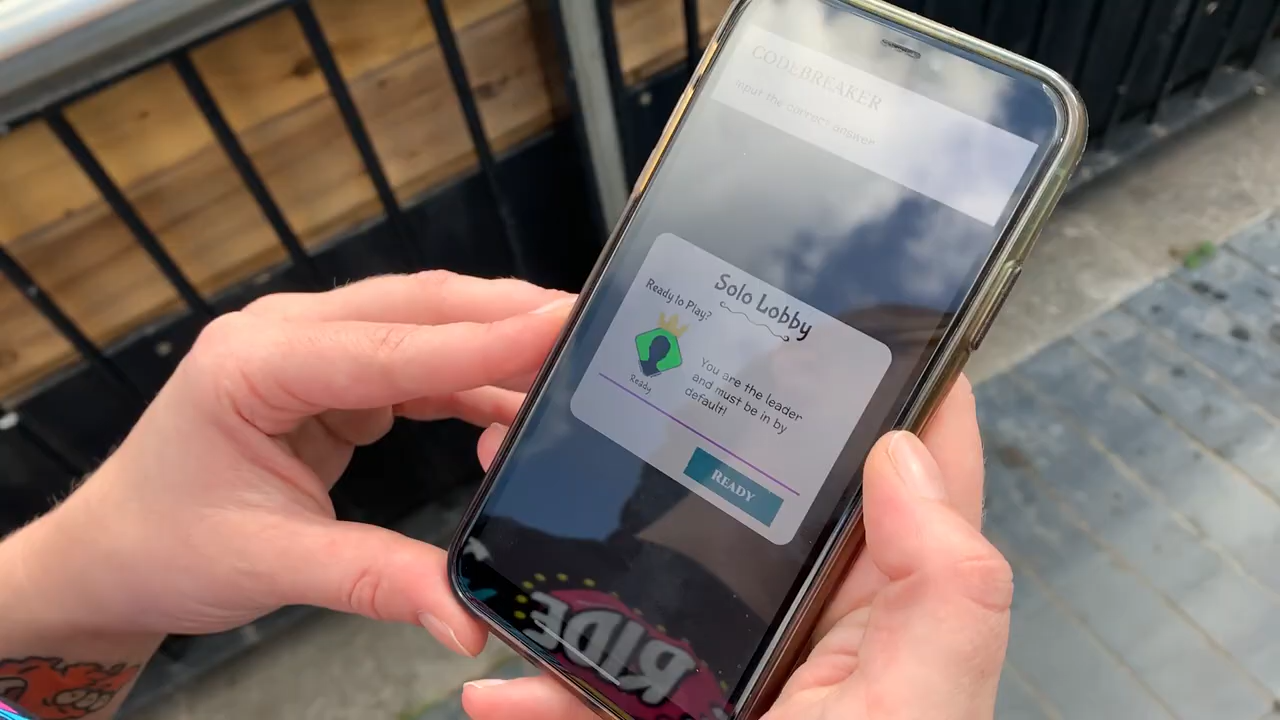 CODEBREAKER
Input the correct answer
Solo Lobby
Ready to Play?
Ready
You are the leader
and must be in by
default!
READY
RIDE